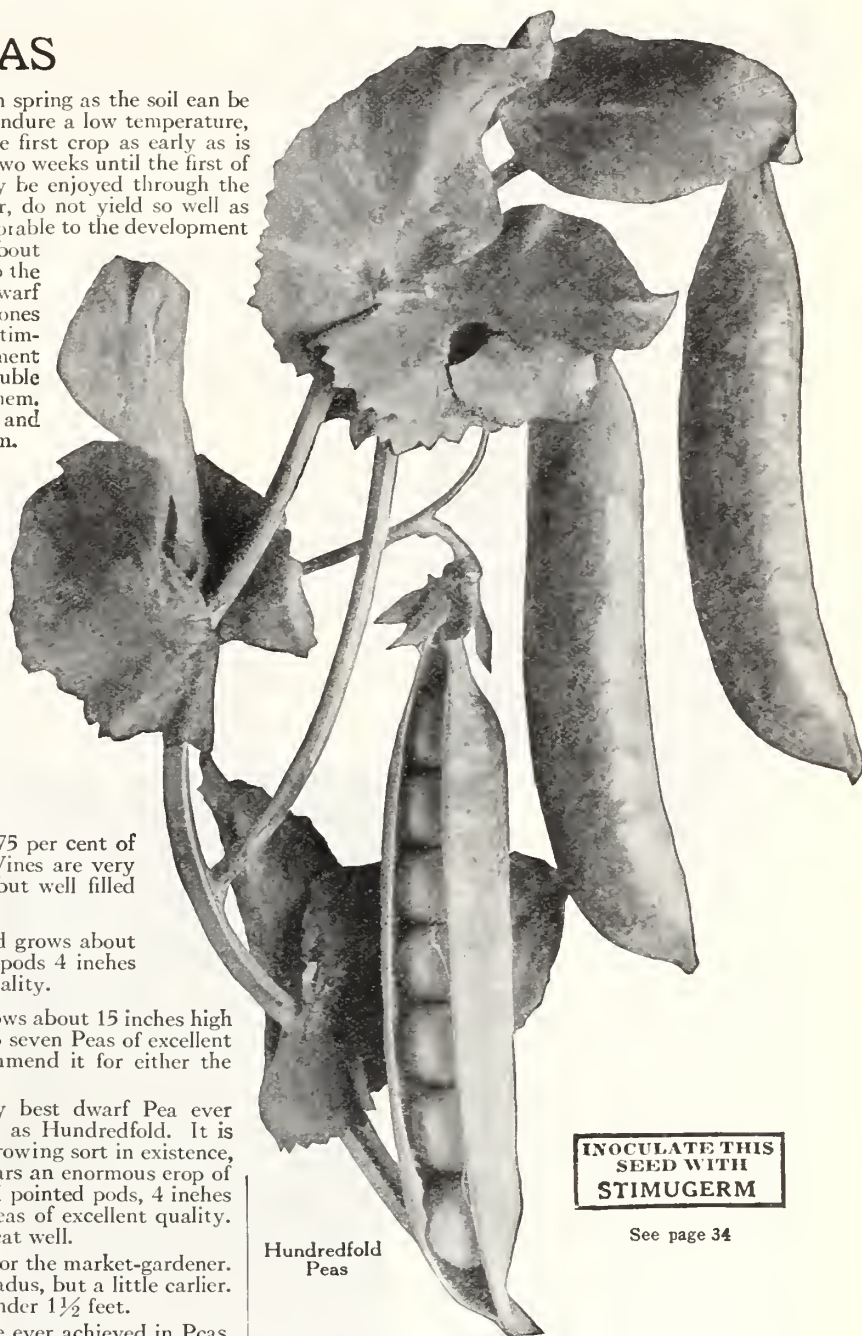 AS
n spring as the soil can be
ndure a low temperature,
e first crop as early as is
wo weeks until the first of
y be enjoyed through the
r, do not yield so well as
orable to the development
bout
o the
warf
ones
tim-
ment
uble
hem.
and
n.
75 per cent of
Vines are very
out well filled
d grows about
pods 4 inches
ality.
ows about 15 inches high
o seven Peas of excellent
mmend it for either the
y best dwarf Pea ever
as Hundredfold. It is
rowing sort in existence,
ars an enormous crop of
l pointed pods, 4 inches
eas of excellent quality.
eat well.
or the market-gardener.
adus, but a little earlier.
nder 1½ feet.
e ever achieved in Peas.
Hundredfold
Peas
INOCULATE THIS
SEED WITH
STIMUGERM
See page 34